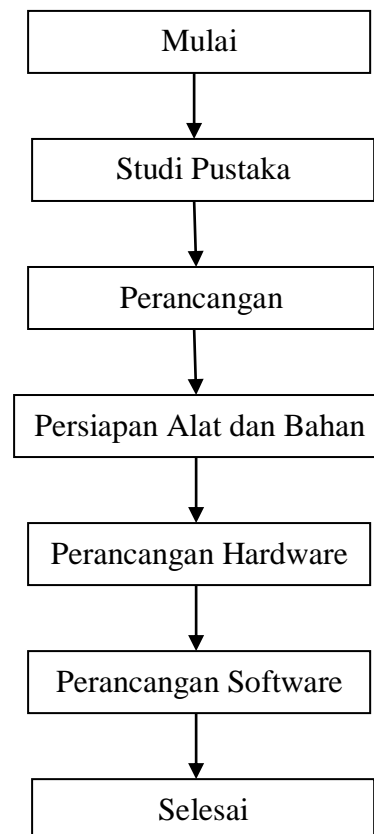 Mulai
Studi Pustaka
Perancangan
Persiapan Alat dan Bahan
Perancangan Hardware
Perancangan Software
Selesai